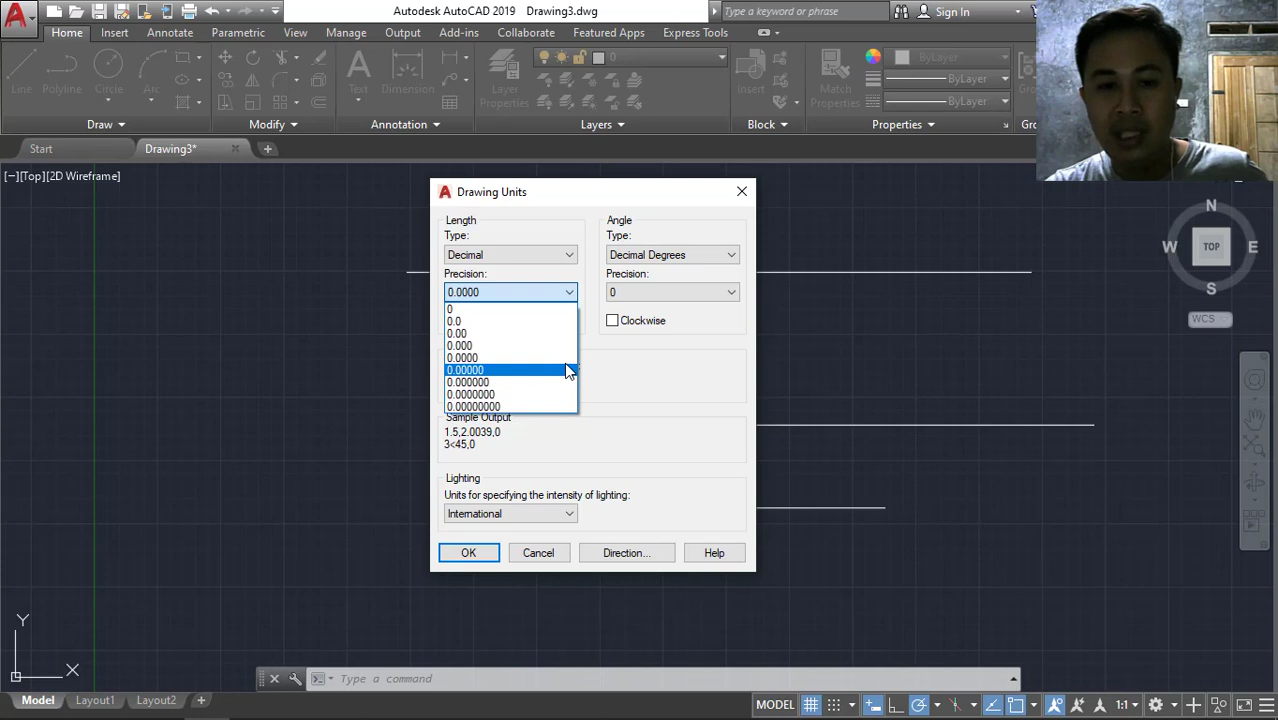 Autodesk AutoCAD 2019 Drawing3.dwg
Type a keyword or phrase
Sign In
Home Insert Annotate Parametric View Manage Output Add-ins Collaborate Featured Apps Express Tools
0
ByLayer
ByLayer
ByLayer
Line Polyline Circle Arc Text Dimension Layer Properties Insert Match Properties
Draw Modify Annotation Layers Block Properties
Start Drawing3*
[−][Top][2D Wireframe]
Drawing Units
Length
Type:
Decimal
Precision:
0.0000
0
0.0
0.00
0.000
0.0000
0.00000
0.000000
0.0000000
0.00000000
Angle
Type:
Decimal Degrees
Precision:
0
Clockwise
Sample Output
1.5,2.0039,0
3<45,0
Lighting
Units for specifying the intensity of lighting:
International
OK Cancel Direction... Help
N
W TOP E
S
WCS
Y
X
Type a command
Model Layout1 Layout2
MODEL 1:1